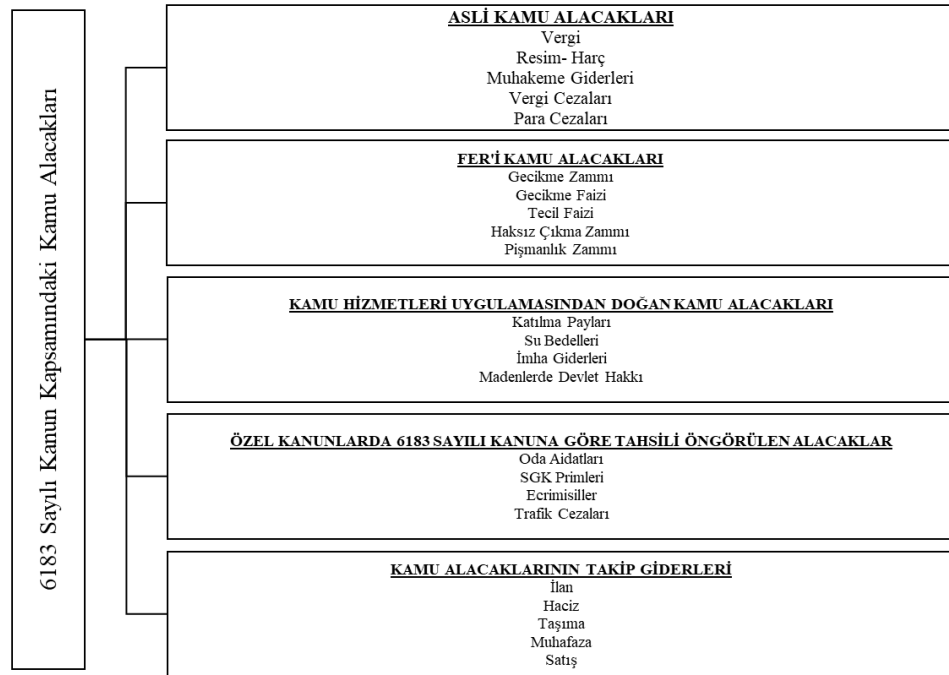 6183 Sayılı Kanun Kapsamındaki Kamu Alacakları
ASLİ KAMU ALACAKLARI
Vergi
Resim- Harç
Muhakeme Giderleri
Vergi Cezaları
Para Cezaları
FER'İ KAMU ALACAKLARI
Gecikme Zammı
Gecikme Faizi
Tecil Faizi
Haksız Çıkma Zammı
Pişmanlık Zammı
KAMU HİZMETLERİ UYGULAMASINDAN DOĞAN KAMU ALACAKLARI
Katılma Payları
Su Bedelleri
İmha Giderleri
Madenlerde Devlet Hakkı
ÖZEL KANUNLARDA 6183 SAYILI KANUNA GÖRE TAHSİLİ ÖNGÖRÜLEN ALACAKLAR
Oda Aidatları
SGK Primleri
Ecrimisiller
Trafik Cezaları
KAMU ALACAKLARININ TAKİP GİDERLERİ
İlan
Haciz
Taşıma
Muhafaza
Satış